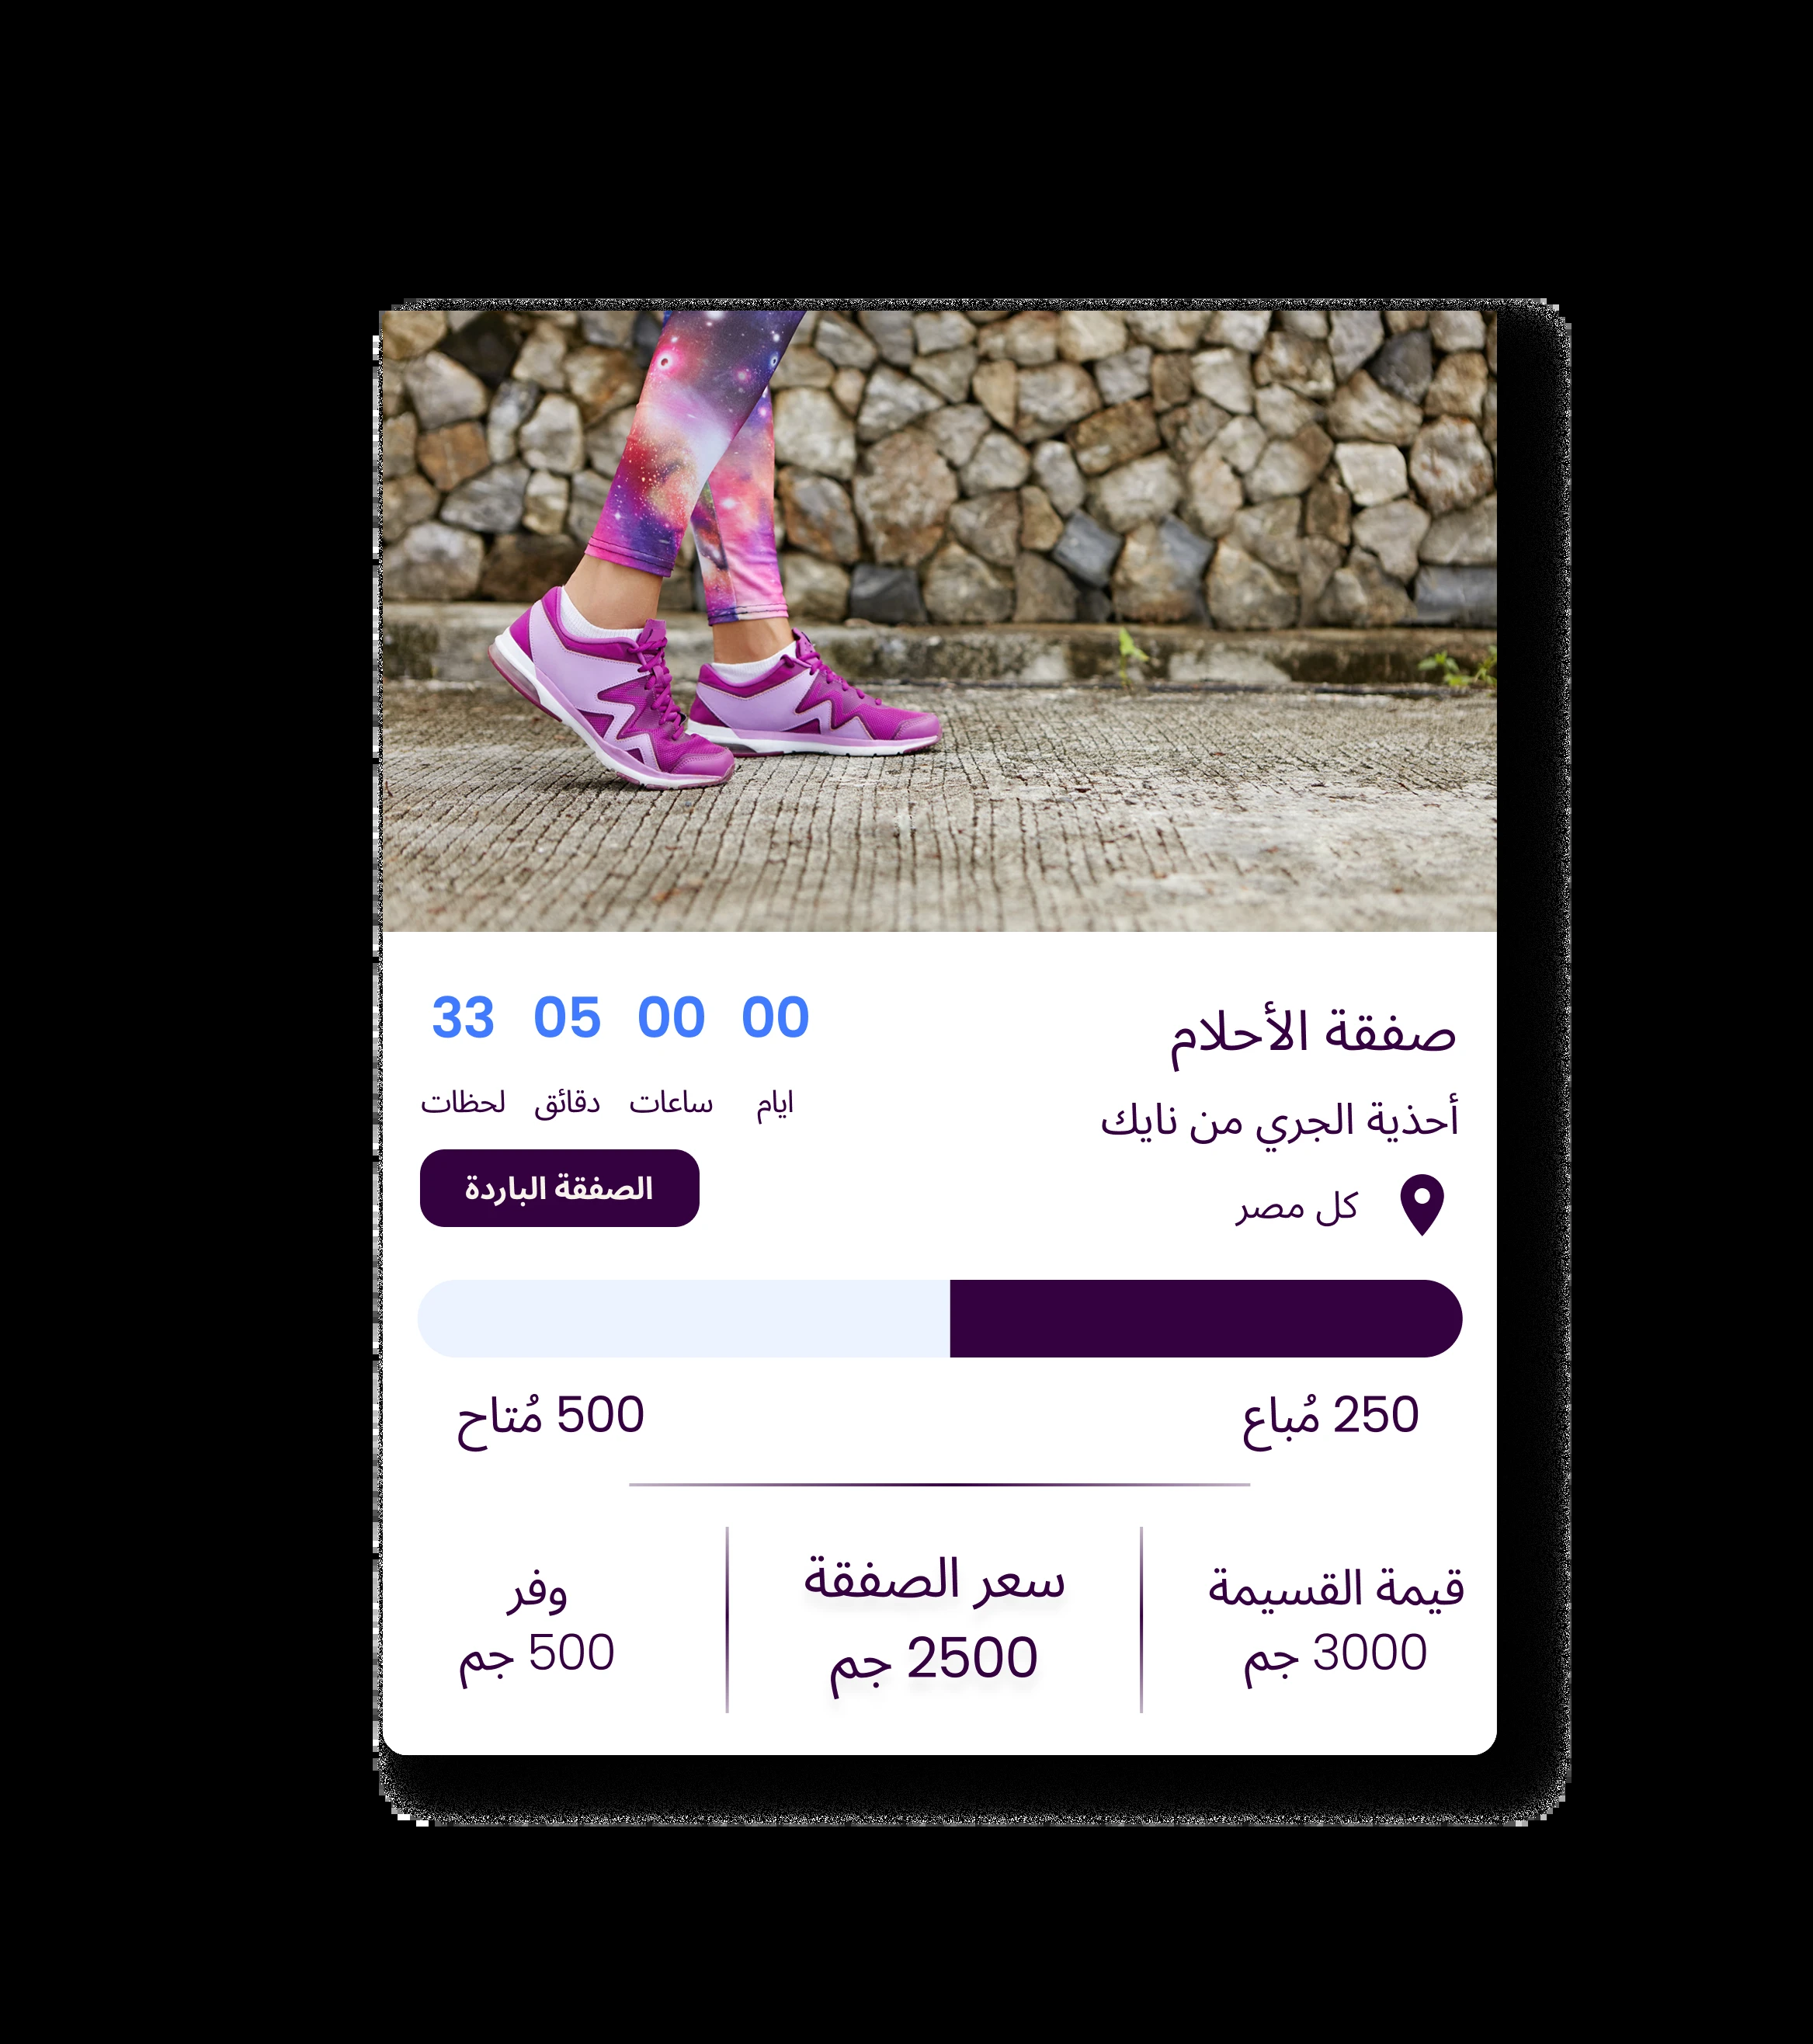 صفقة الأحلام
أحذية الجري من نايك
كل مصر
00 00 05 33
ايام ساعات دقائق لحظات
الصفقة الباردة
250 مُباع
500 مُتاح
قيمة القسيمة
3000 جم
سعر الصفقة
2500 جم
وفر
500 جم